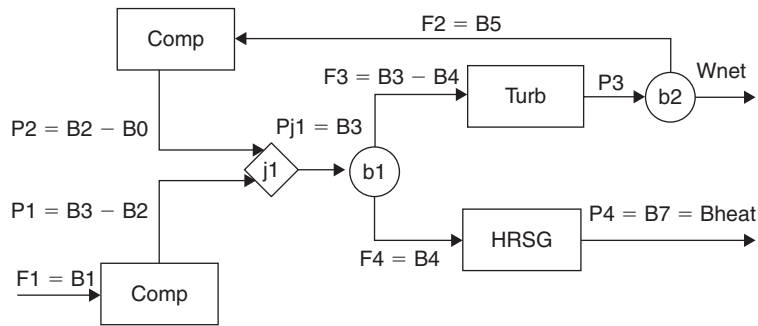 F2 = B5
Comp
Wnet
F3 = B3 − B4
Turb
P3
b2
P2 = B2 − B0
Pj1 = B3
j1
b1
P1 = B3 − B2
P4 = B7 = Bheat
HRSG
F4 = B4
F1 = B1
Comp